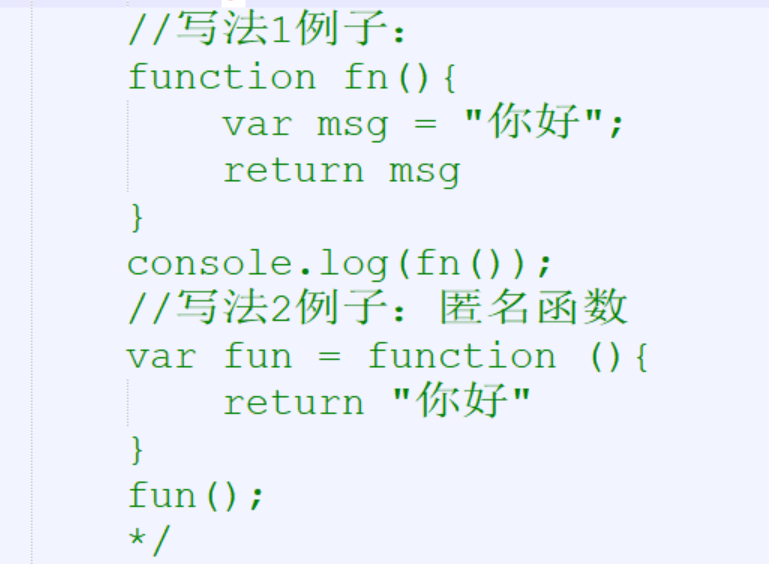 //写法1例子：
function fn(){
    var msg = "你好";
    return msg
}
console.log(fn());
//写法2例子：匿名函数
var fun = function (){
    return "你好"
}
fun();
*/